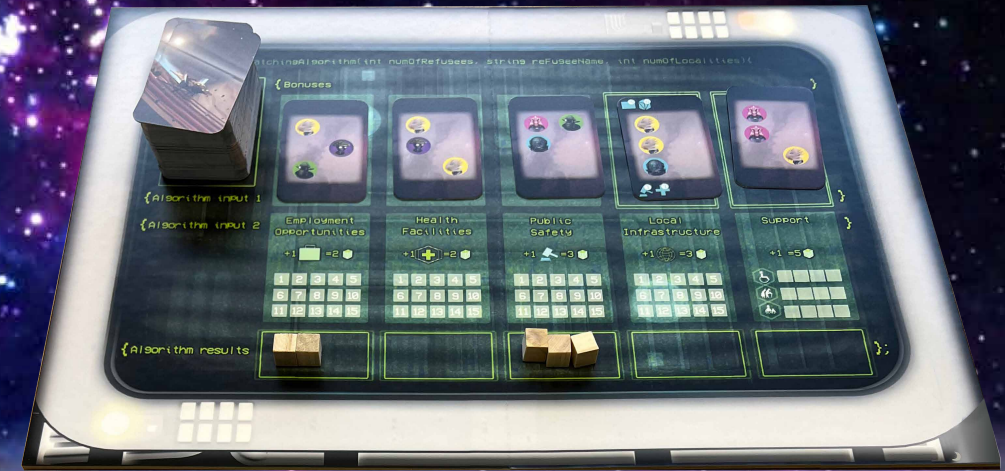 atchingAlgorithm(int numOfRefugees, String refugeeName, int numOfLocalities){
{Bonuses }
{Algorithm input 1 }
{Algorithm input 2 }
Employment Opportunities
Health Facilities
Public Safety
Local Infrastructure
Support
+1 =2
+1 =2
+1 =3
+1 =3
+1 =5
1 2 3 4 5
6 7 8 9 10
11 12 13 14 15
1 2 3 4 5
6 7 8 9 10
11 12 13 14 15
1 2 3 4 5
6 7 8 9 10
11 12 13 14 15
1 2 3 4 5
6 7 8 9 10
11 12 13 14 15
{Algorithm results };